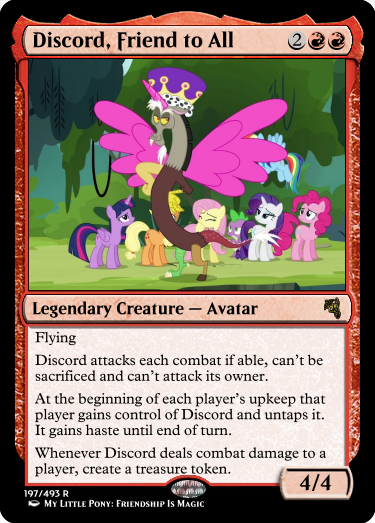 Discord, Friend to All 2
Legendary Creature — Avatar
Flying
Discord attacks each combat if able, can't be
sacrificed and can't attack its owner.
At the beginning of each player's upkeep that
player gains control of Discord and untaps it.
It gains haste until end of turn.
Whenever Discord deals combat damage to a
player, create a treasure token.
4/4
197/493 R
My Little Pony: Friendship Is Magic